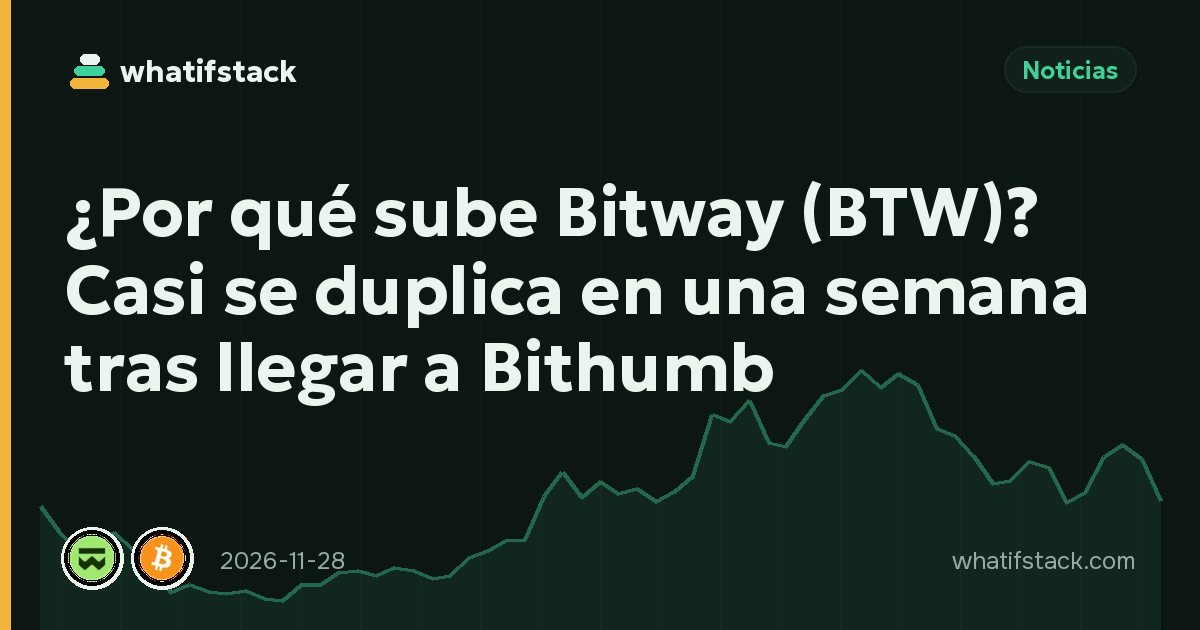 whatifstack
Noticias
¿Por qué sube Bitway (BTW)?
Casi se duplica en una semana
tras llegar a Bithumb
2026-11-28
whatifstack.com